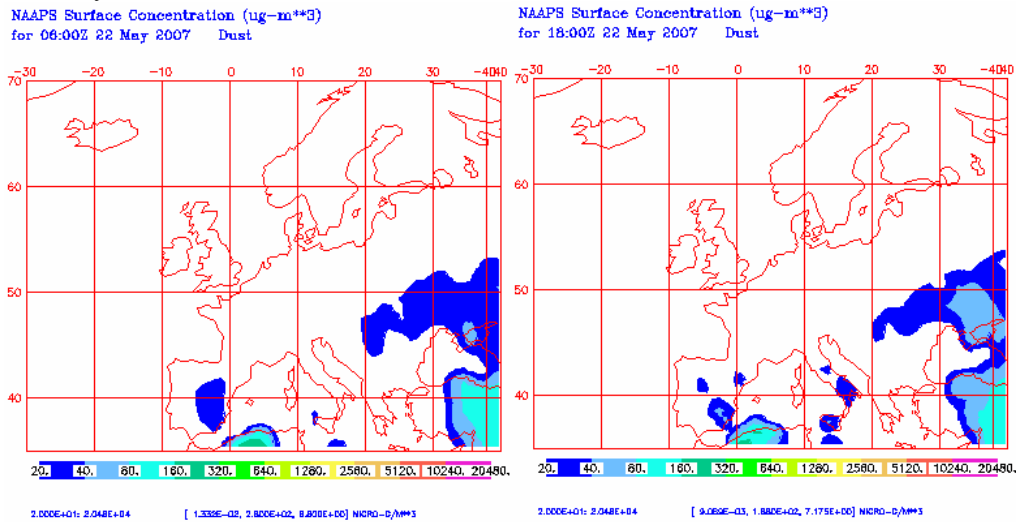 NAAPS Surface Concentration (ug-m**3)
for 06:00Z 22 May 2007 Dust
-30 -20 -10 0 10 20 30 40
70
60
50
40
20. 40. 80. 160. 320. 640. 1280. 2560. 5120. 10240. 20480.
2.000E+01: 2.048E+04
NAAPS Surface Concentration (ug-m**3)
for 18:00Z 22 May 2007 Dust
-30 -20 -10 0 10 20 30 40
70
60
50
40
20. 40. 80. 160. 320. 640. 1280. 2560. 5120. 10240. 20480.
2.000E+01: 2.048E+04